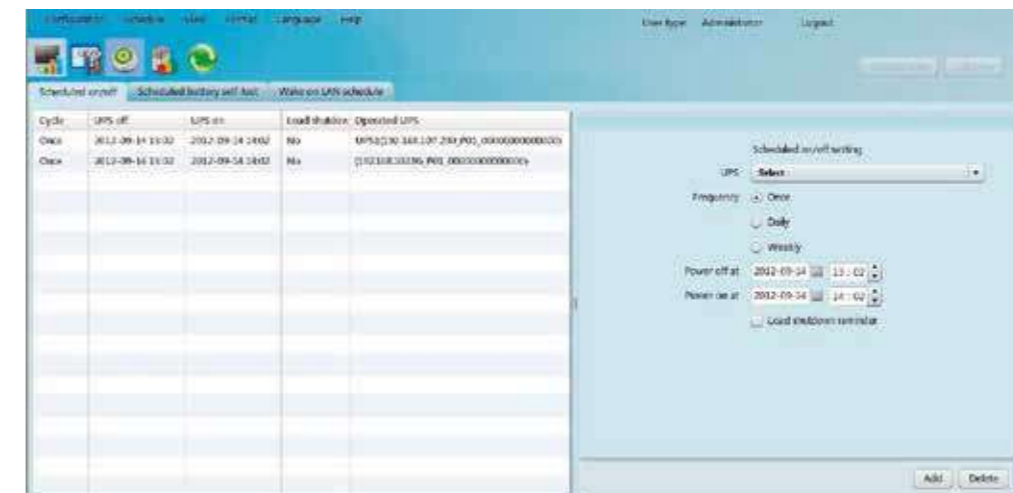 Configuration Schedule View Format Language Help
User type Administrator Logout
Scheduled on/off Scheduled battery self-test Wake on LAN schedule
Cycle UPS off UPS on Load shutdown Operated UPS
Once 2012-09-14 13:02 2012-09-14 14:02 No
Once 2012-09-14 13:02 2012-09-14 14:02 No
Scheduled on/off setting
UPS Select
Frequency Once
Daily
Weekly
Power off at 2012-09-14 13:02
Power on at 2012-09-14 14:02
Load shutdown reminder
Add Delete